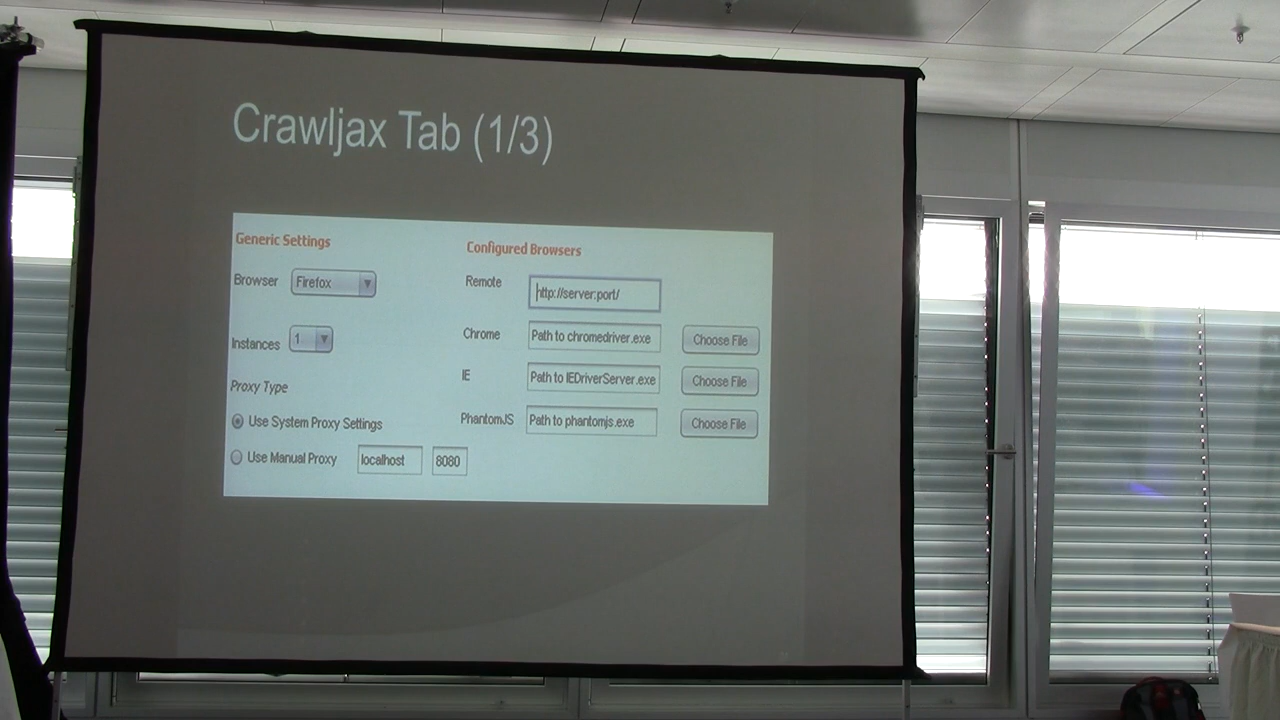 Crawljax Tab (1/3)
Generic Settings
Browser Firefox
Instances 1
Proxy Type
Use System Proxy Settings
Use Manual Proxy localhost 8080
Configured Browsers
Remote http://server:port/
Chrome Path to chromedriver.exe Choose File
IE Path to IEDriverServer.exe Choose File
PhantomJS Path to phantomjs.exe Choose File